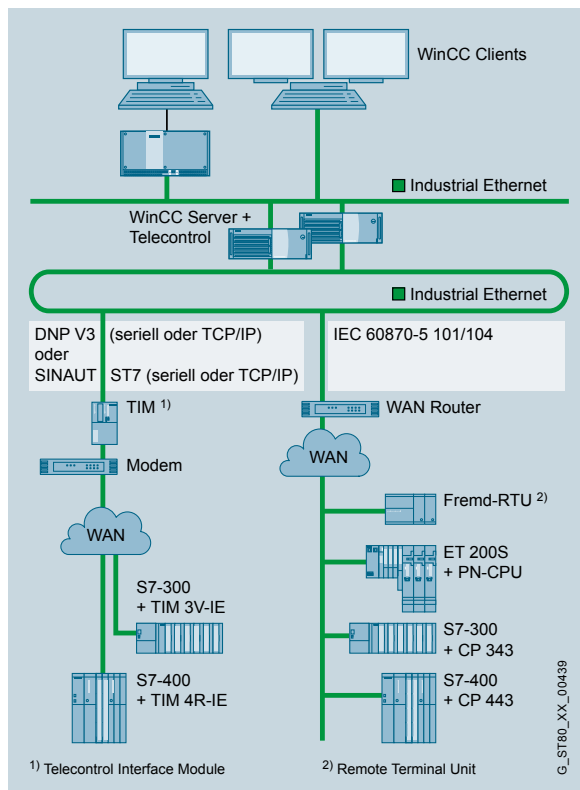 WinCC Clients
Industrial Ethernet
WinCC Server +
Telecontrol
Industrial Ethernet
DNP V3 (seriell oder TCP/IP)
oder
SINAUT ST7 (seriell oder TCP/IP)
IEC 60870-5 101/104
TIM 1)
WAN Router
Modem
WAN
WAN
Fremd-RTU 2)
ET 200S
+ PN-CPU
S7-300
+ TIM 3V-IE
S7-300
+ CP 343
S7-400
+ TIM 4R-IE
S7-400
+ CP 443
1) Telecontrol Interface Module
2) Remote Terminal Unit
G_ST80_XX_00439